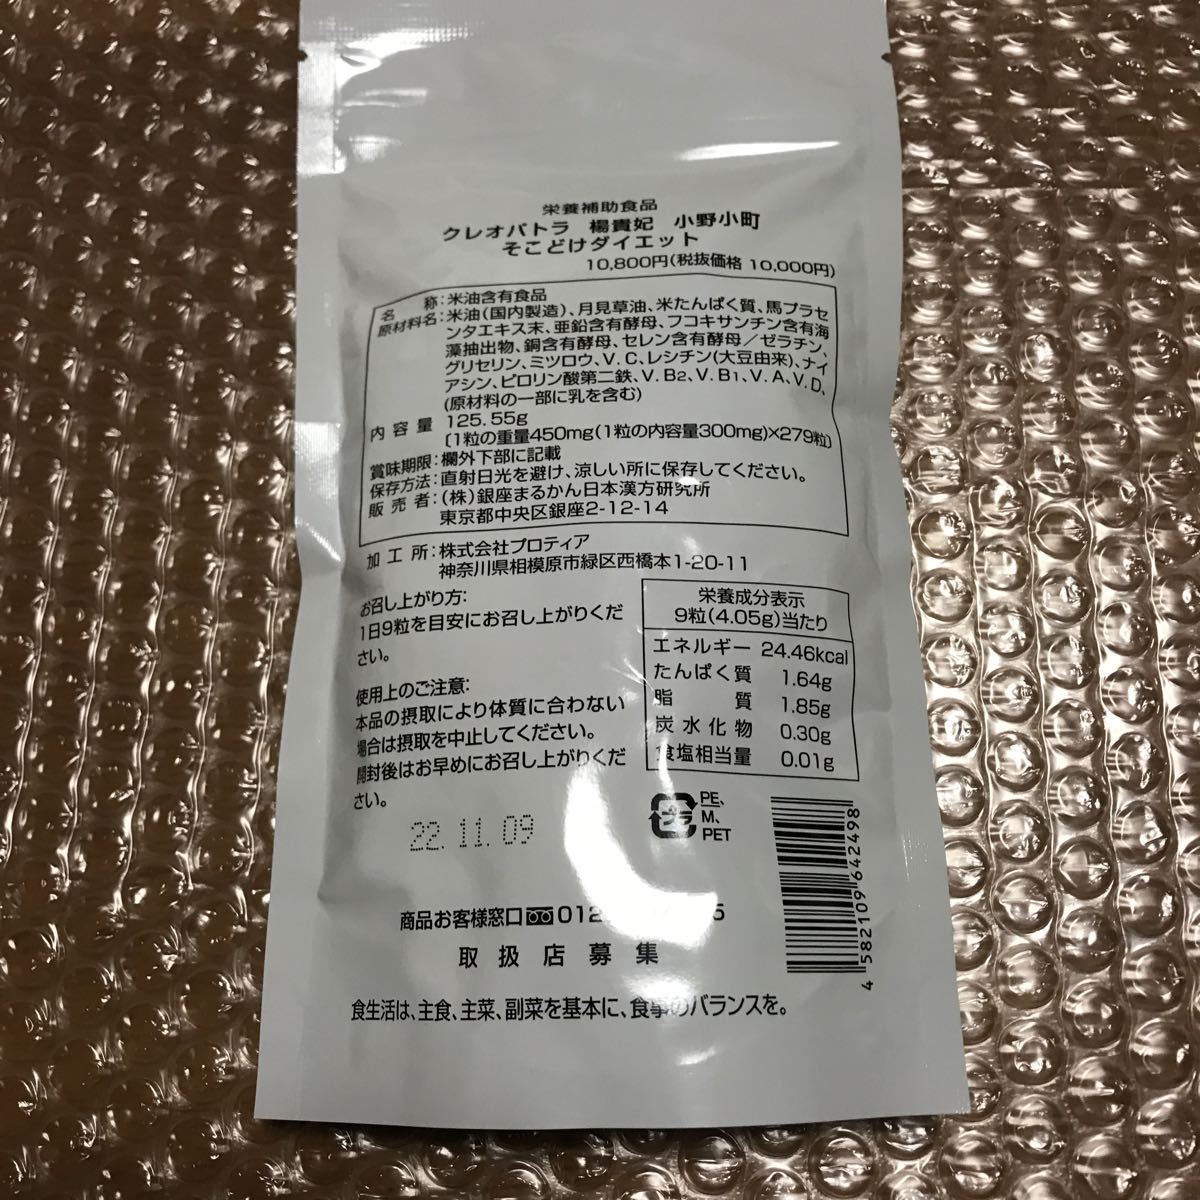 栄養補助食品
クレオパトラ 楊貴妃 小野小町
そこどけダイエット
10,800円(税抜価格 10,000円)
名 称:米油含有食品
原材料名:米油(国内製造)、月見草油、米たんぱく質、馬プラセ
ンタエキス末、亜鉛含有酵母、フコキサンチン含有海
藻抽出物、銅含有酵母、セレン含有酵母/ゼラチン、
グリセリン、ミツロウ、V.C、レシチン(大豆由来)、ナイ
アシン、ピロリン酸第二鉄、V.B2、V.B1、V.A、V.D、
(原材料の一部に乳を含む)
内容量 125.55g
[1粒の重量450mg(1粒の内容量300mg)×279粒]
賞味期限:欄外下部に記載
保存方法:直射日光を避け、涼しい所に保存してください。
販売者:(株)銀座まるかん日本漢方研究所
東京都中央区銀座2-12-14
加工所:株式会社プロティア
神奈川県相模原市緑区西橋本1-20-11
お召し上がり方:
1日9粒を目安にお召し上がりくだ
さい。
使用上のご注意:
本品の摂取により体質に合わない
場合は摂取を中止してください。
開封後はお早めにお召し上がりくだ
さい。
栄養成分表示
9粒(4.05g)当たり
エネルギー 24.46kcal
たんぱく質 1.64g
脂質 1.85g
炭水化物 0.30g
食塩相当量 0.01g
プラ
PE、
M、
PET
22.11.09
4 582109 642498
商品お客様窓口 012
取扱店募集
食生活は、主食、主菜、副菜を基本に、食事のバランスを。